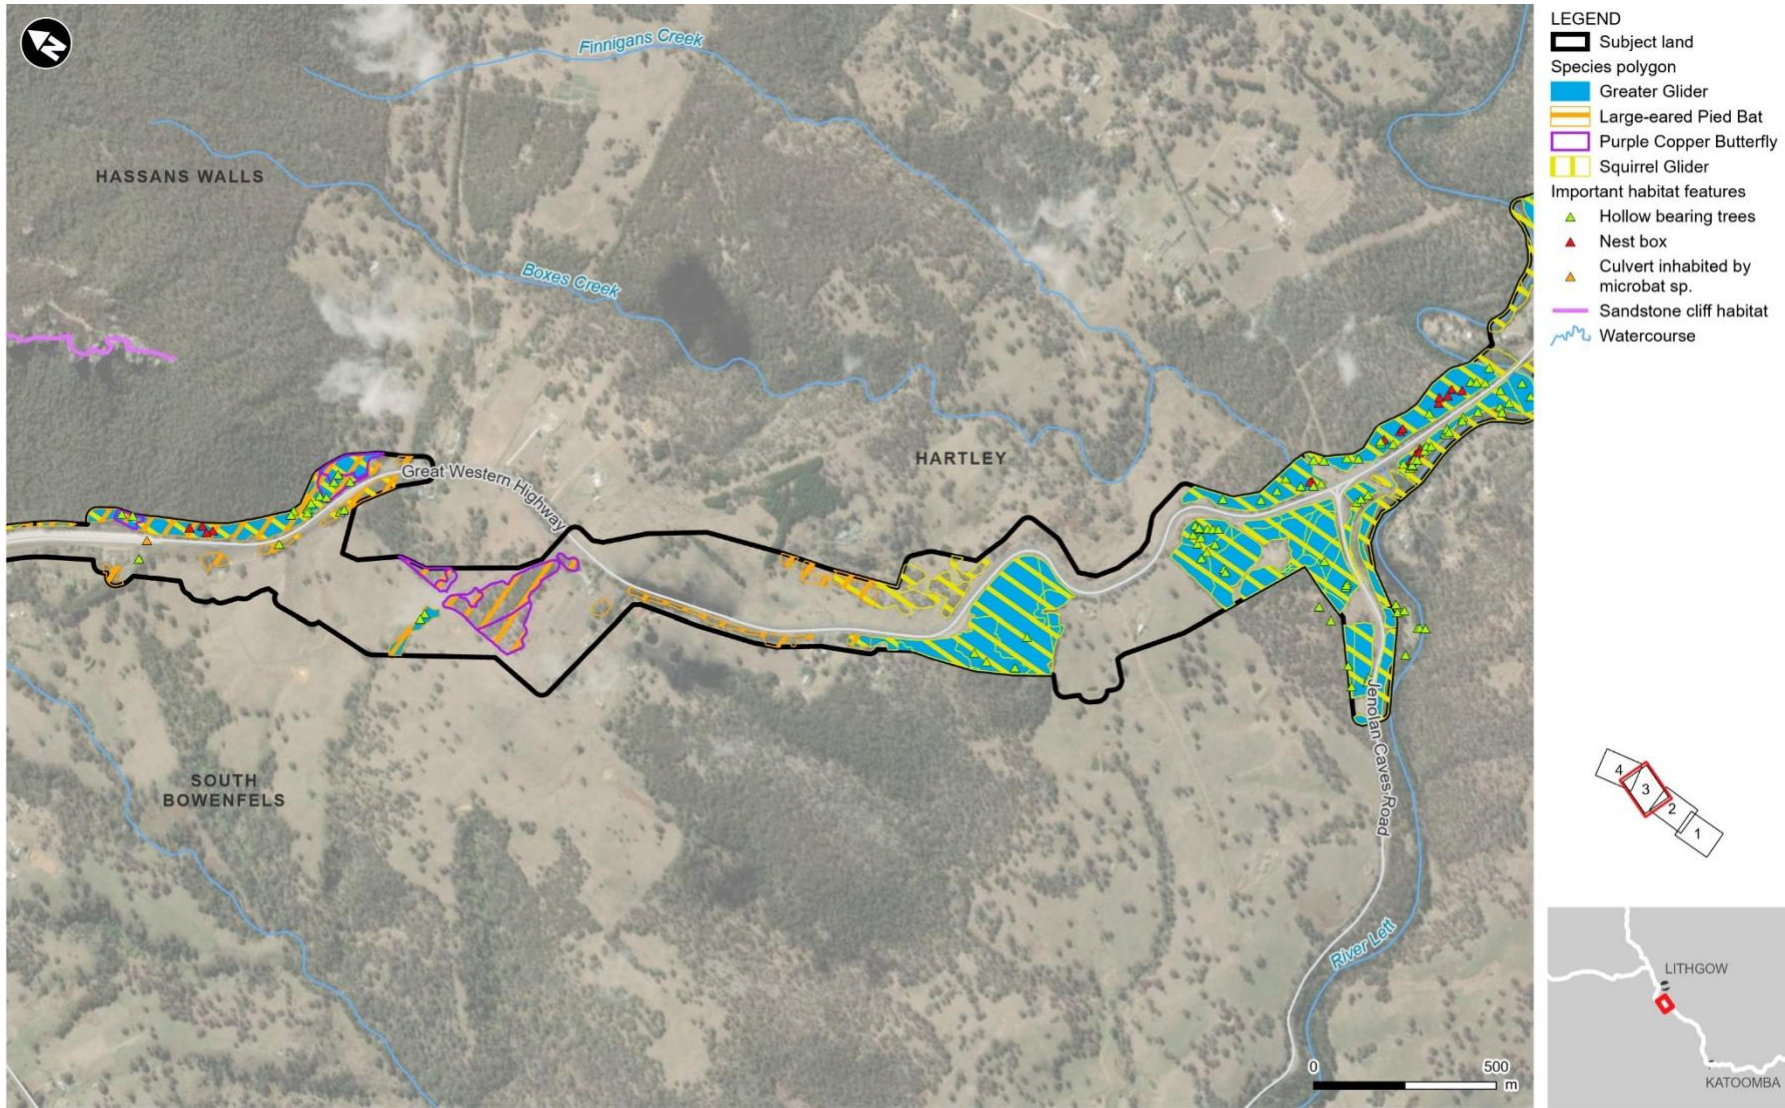 N
Finnigans Creek
HASSANS WALLS
Boxes Creek
HARTLEY
Great Western Highway
SOUTH
BOWENFELS
Jenolan Caves Road
River Lett
0 500
m
LEGEND
Subject land
Species polygon
Greater Glider
Large-eared Pied Bat
Purple Copper Butterfly
Squirrel Glider
Important habitat features
Hollow bearing trees
Nest box
Culvert inhabited by
microbat sp.
Sandstone cliff habitat
Watercourse
4
3
2
1
LITHGOW
KATOOMBA